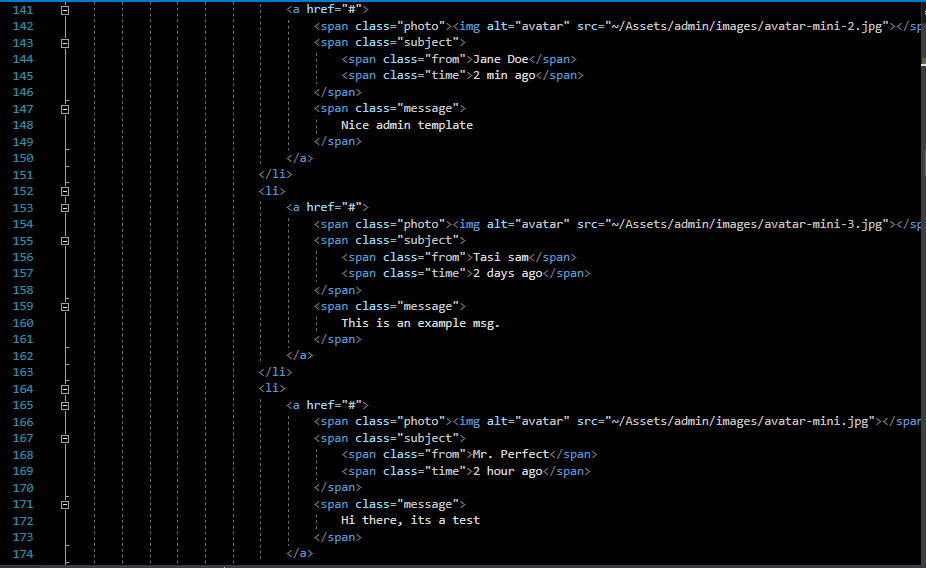 141 <a href="#">
142 <span class="photo"><img alt="avatar" src="~/Assets/admin/images/avatar-mini-2.jpg"></sp
143 <span class="subject">
144 <span class="from">Jane Doe</span>
145 <span class="time">2 min ago</span>
146 </span>
147 <span class="message">
148 Nice admin template
149 </span>
150 </a>
151 </li>
152 <li>
153 <a href="#">
154 <span class="photo"><img alt="avatar" src="~/Assets/admin/images/avatar-mini-3.jpg"></sp
155 <span class="subject">
156 <span class="from">Tasi sam</span>
157 <span class="time">2 days ago</span>
158 </span>
159 <span class="message">
160 This is an example msg.
161 </span>
162 </a>
163 </li>
164 <li>
165 <a href="#">
166 <span class="photo"><img alt="avatar" src="~/Assets/admin/images/avatar-mini.jpg"></span
167 <span class="subject">
168 <span class="from">Mr. Perfect</span>
169 <span class="time">2 hour ago</span>
170 </span>
171 <span class="message">
172 Hi there, its a test
173 </span>
174 </a>